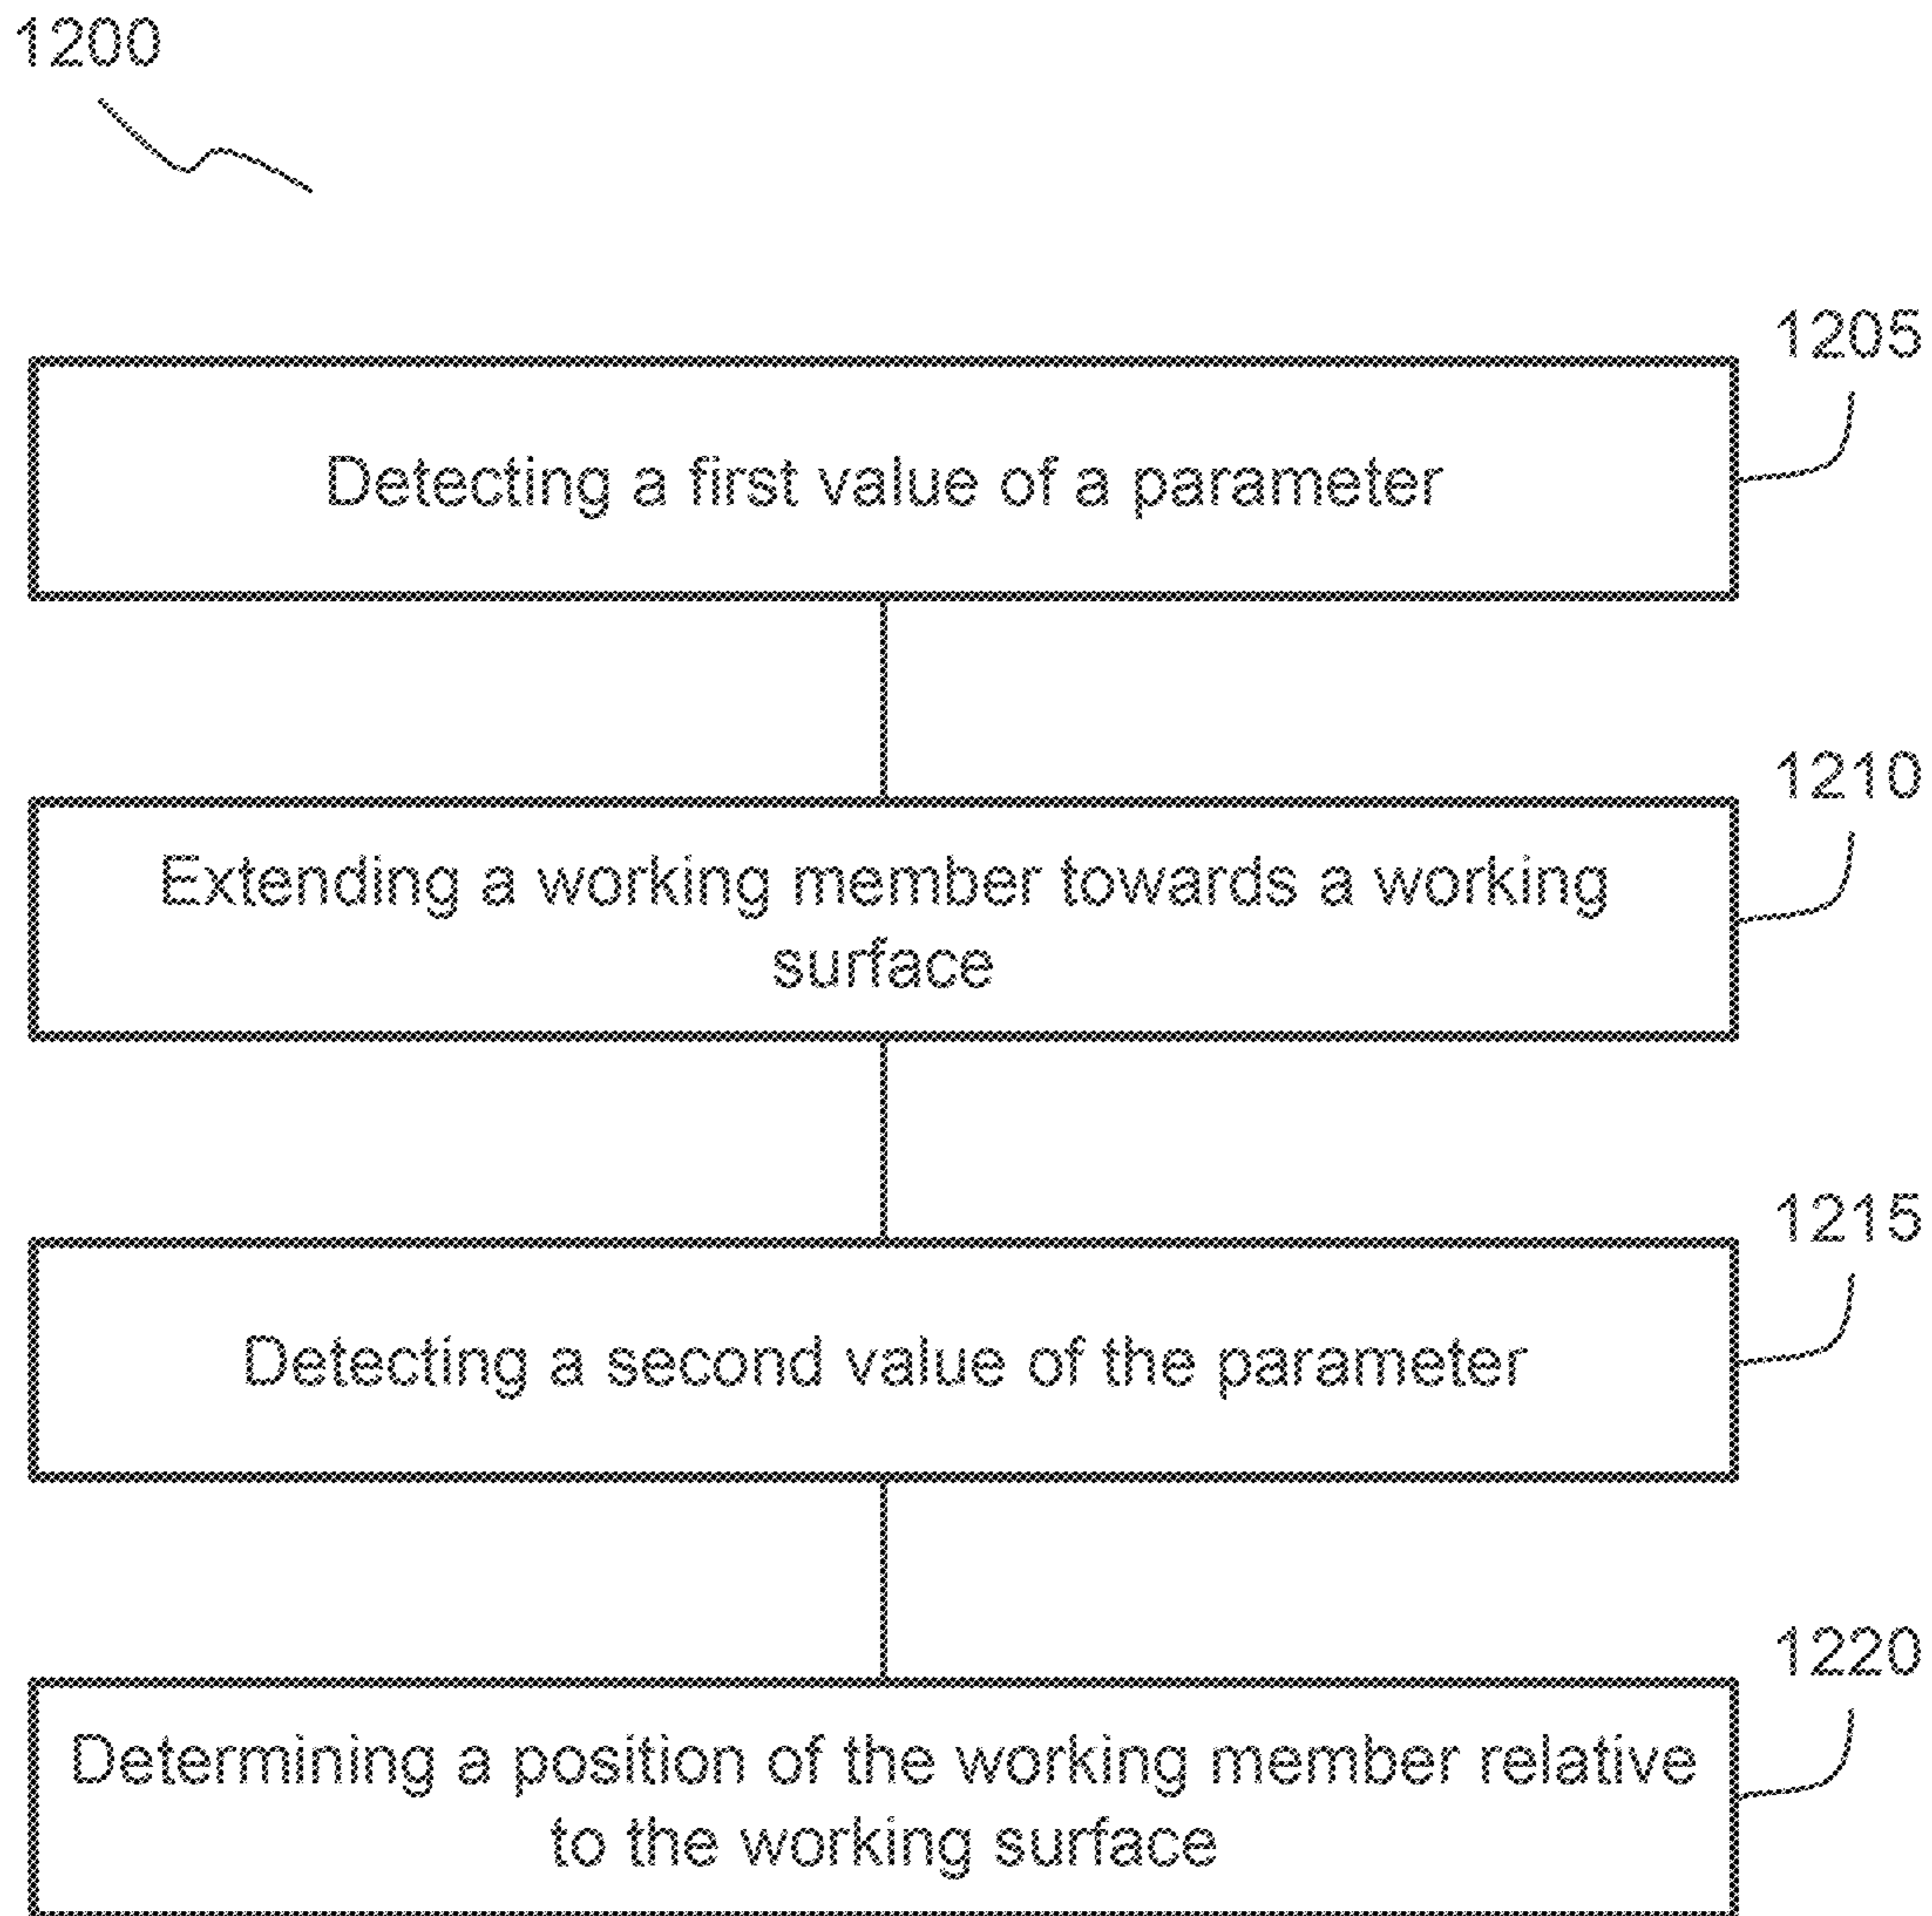 1200
1205
Detecting a first value of a parameter
1210
Extending a working member towards a working
surface
1215
Detecting a second value of the parameter
1220
Determining a position of the working member relative
to the working surface